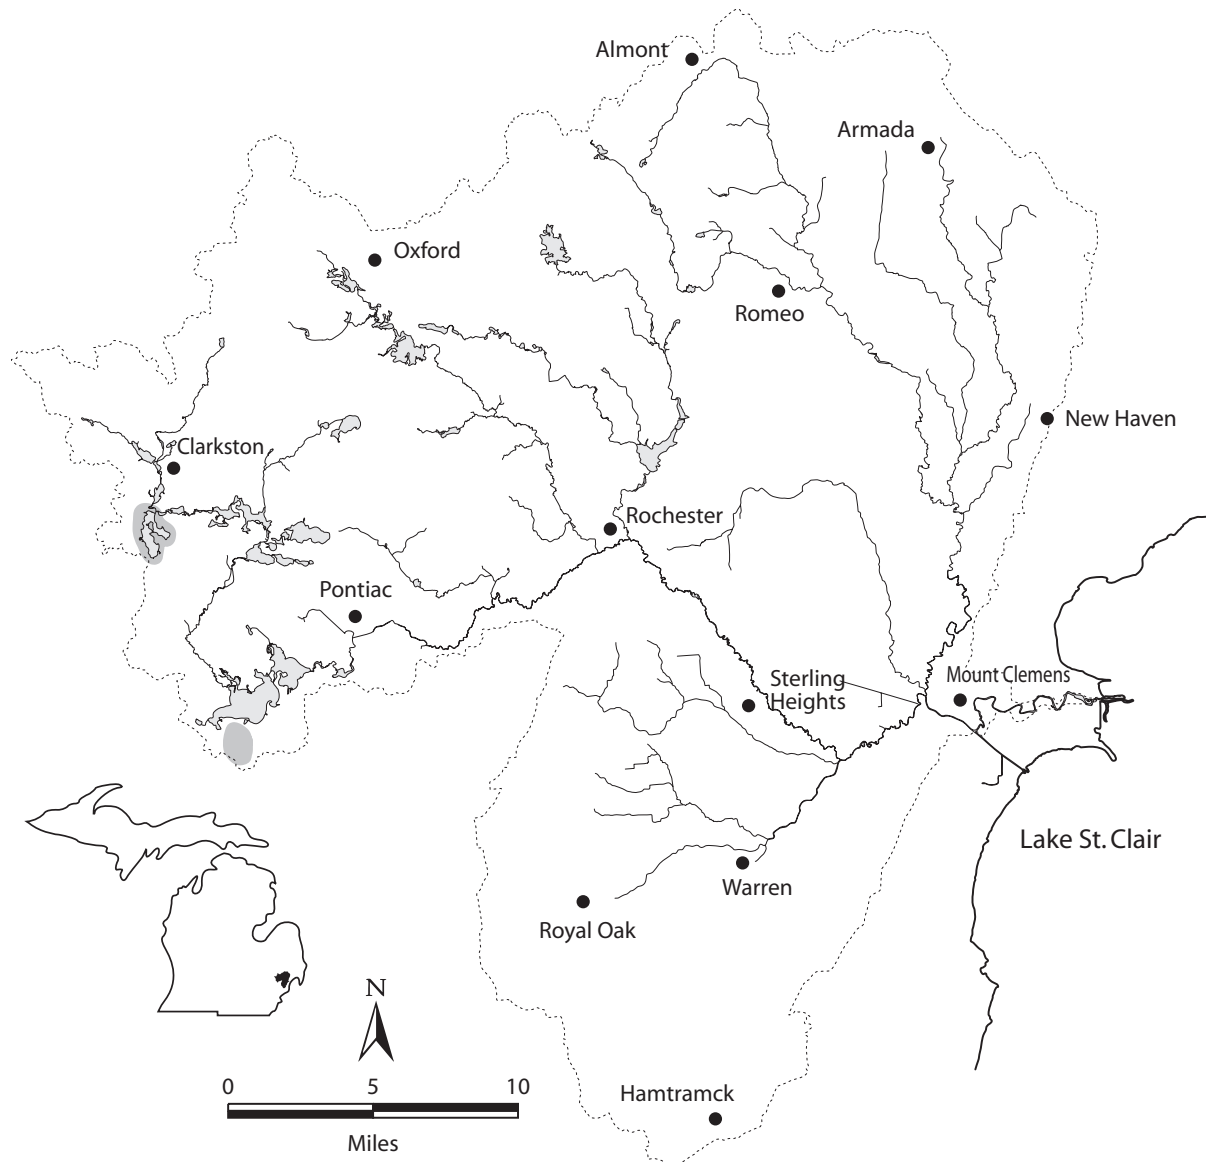 Almont
Armada
Oxford
Romeo
New Haven
Clarkston
Rochester
Pontiac
Mount Clemens
Sterling
Heights
Lake St. Clair
Warren
Royal Oak
N
0 5 10
Miles
Hamtramck